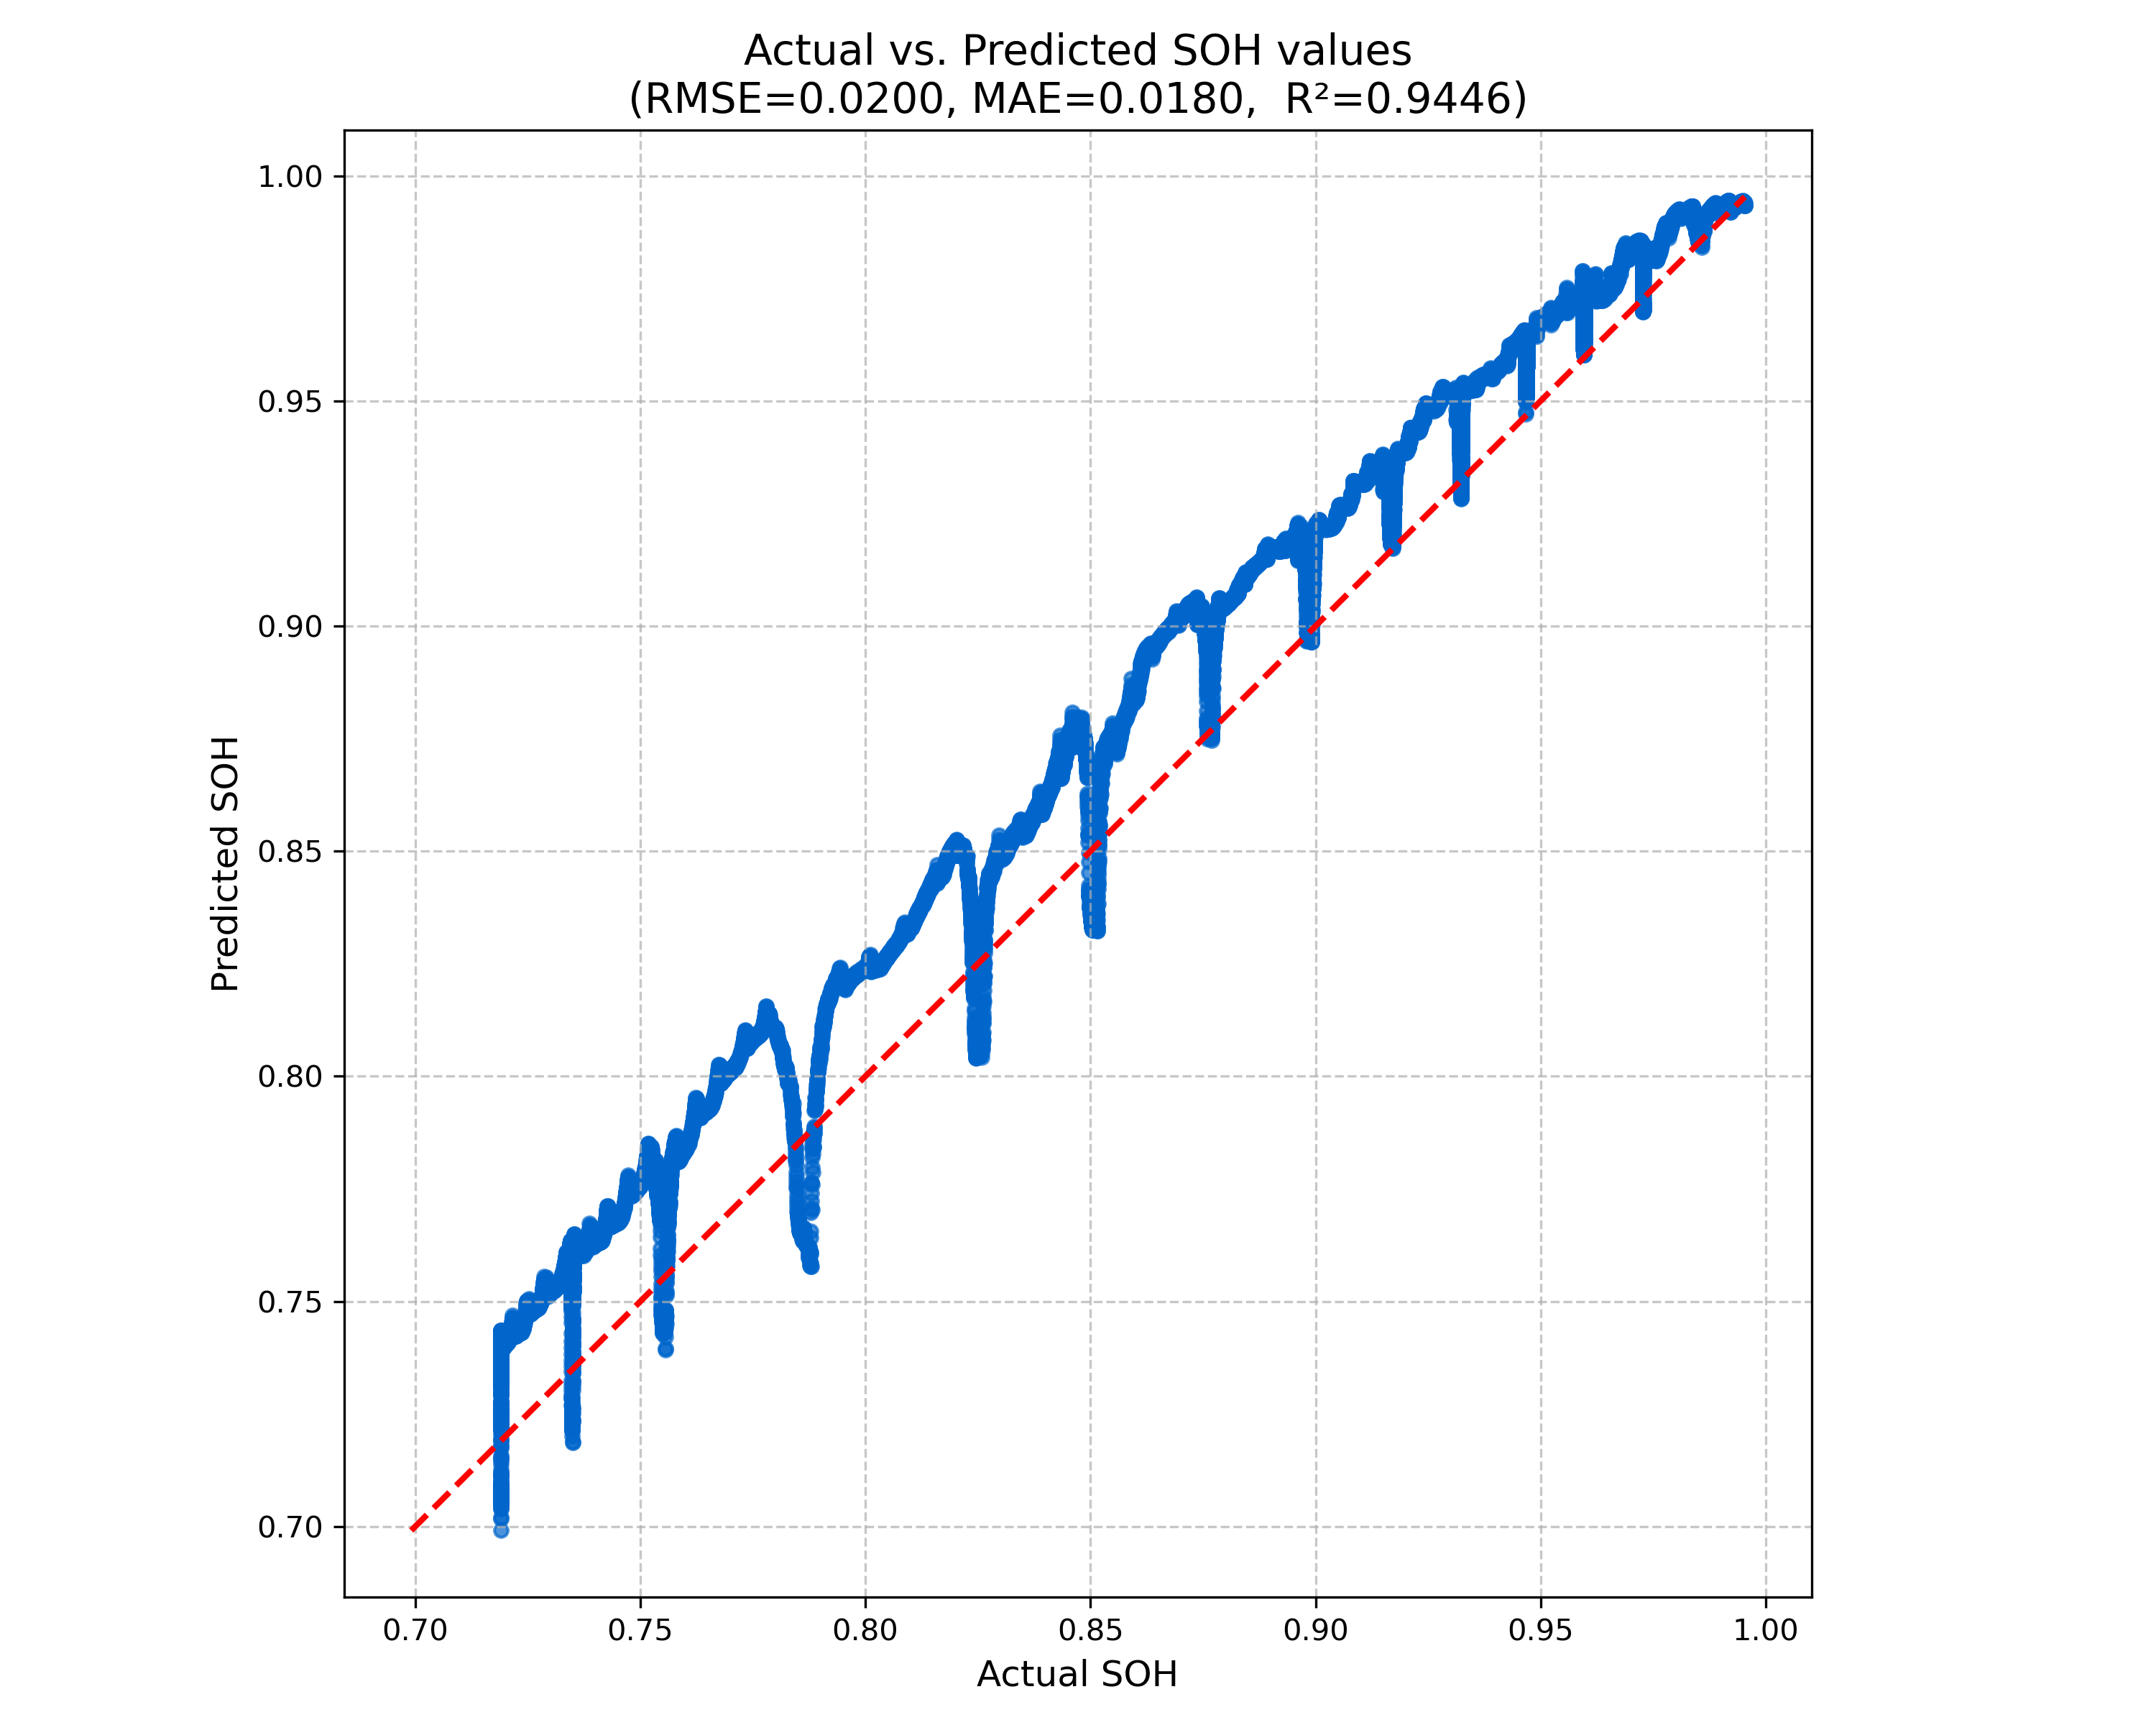 Actual vs. Predicted SOH values
(RMSE=0.0200, MAE=0.0180,  R²=0.9446)
Predicted SOH
1.00
0.95
0.90
0.85
0.80
0.75
0.70
0.70 0.75 0.80 0.85 0.90 0.95 1.00
Actual SOH